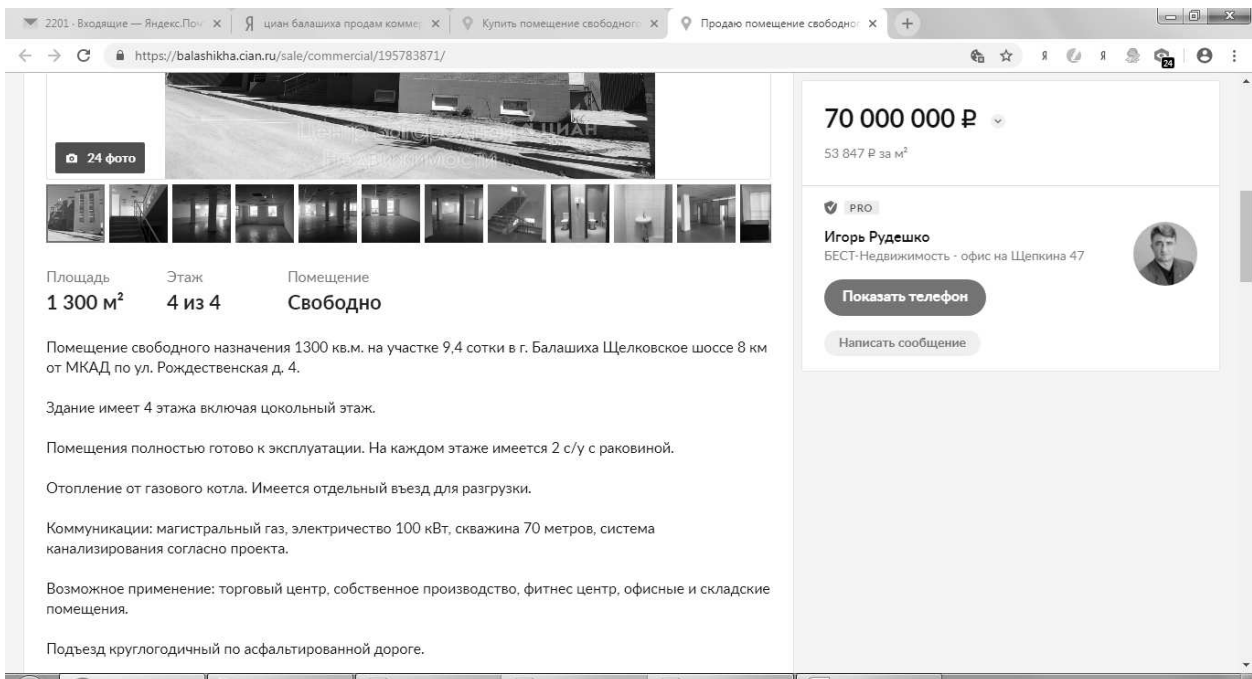 2201 · Входящие — Яндекс.Поч
циан балашиха продам комме
Купить помещение свободного
Продаю помещение свободног
https://balashikha.cian.ru/sale/commercial/195783871/
24
ЦИАН
24 фото
70 000 000 ₽
53 847 ₽ за м²
PRO
Игорь Рудешко
БЕСТ-Недвижимость - офис на Щепкина 47
Показать телефон
Написать сообщение
Площадь Этаж Помещение
1 300 м² 4 из 4 Свободно
Помещение свободного назначения 1300 кв.м. на участке 9,4 сотки в г. Балашиха Щелковское шоссе 8 км
от МКАД по ул. Рождественская д. 4.
Здание имеет 4 этажа включая цокольный этаж.
Помещения полностью готово к эксплуатации. На каждом этаже имеется 2 с/у с раковиной.
Отопление от газового котла. Имеется отдельный въезд для разгрузки.
Коммуникации: магистральный газ, электричество 100 кВт, скважина 70 метров, система
канализирования согласно проекта.
Возможное применение: торговый центр, собственное производство, фитнес центр, офисные и складские
помещения.
Подъезд круглогодичный по асфальтированной дороге.